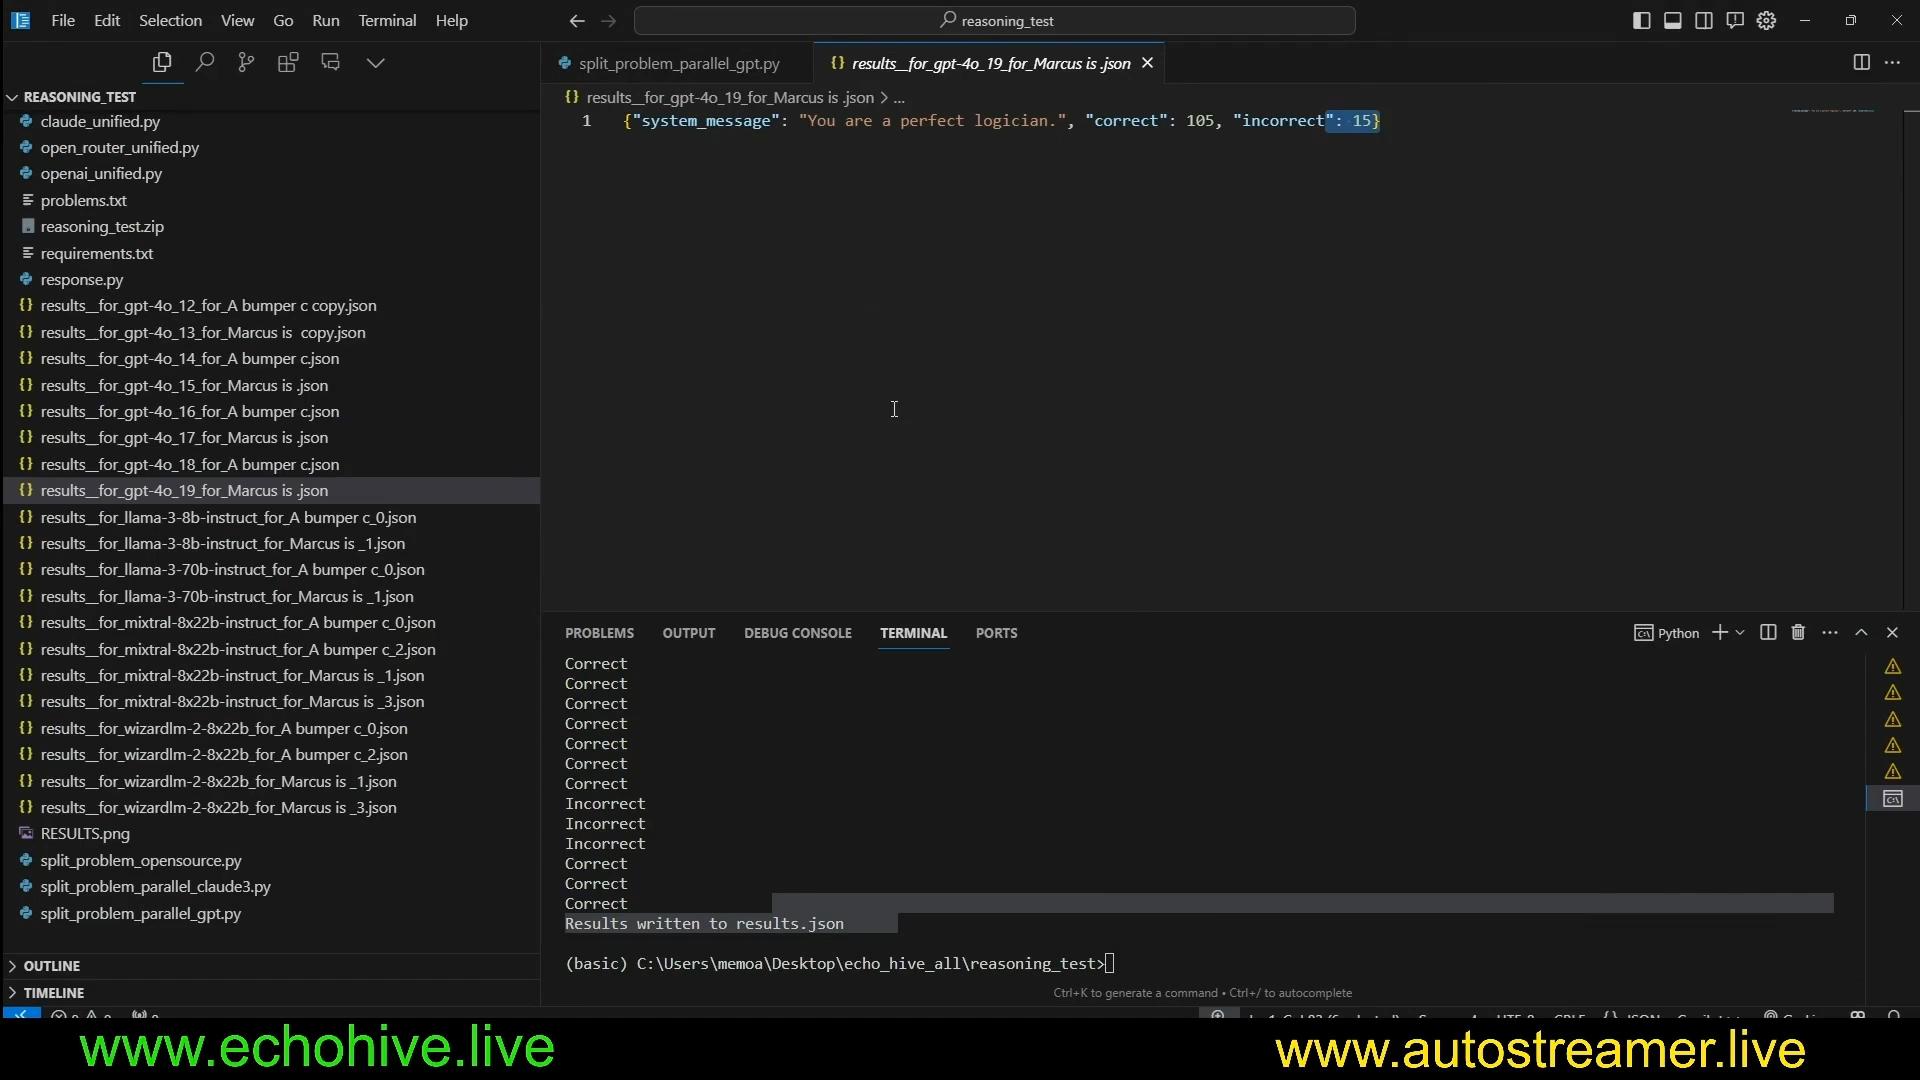 File Edit Selection View Go Run Terminal Help
reasoning_test
REASONING_TEST
claude_unified.py
open_router_unified.py
openai_unified.py
problems.txt
reasoning_test.zip
requirements.txt
response.py
results__for_gpt-4o_12_for_A bumper c copy.json
results__for_gpt-4o_13_for_Marcus is  copy.json
results__for_gpt-4o_14_for_A bumper c.json
results__for_gpt-4o_15_for_Marcus is .json
results__for_gpt-4o_16_for_A bumper c.json
results__for_gpt-4o_17_for_Marcus is .json
results__for_gpt-4o_18_for_A bumper c.json
results__for_gpt-4o_19_for_Marcus is .json
results__for_llama-3-8b-instruct_for_A bumper c_0.json
results__for_llama-3-8b-instruct_for_Marcus is _1.json
results__for_llama-3-70b-instruct_for_A bumper c_0.json
results__for_llama-3-70b-instruct_for_Marcus is _1.json
results__for_mixtral-8x22b-instruct_for_A bumper c_0.json
results__for_mixtral-8x22b-instruct_for_A bumper c_2.json
results__for_mixtral-8x22b-instruct_for_Marcus is _1.json
results__for_mixtral-8x22b-instruct_for_Marcus is _3.json
results__for_wizardlm-2-8x22b_for_A bumper c_0.json
results__for_wizardlm-2-8x22b_for_A bumper c_2.json
results__for_wizardlm-2-8x22b_for_Marcus is _1.json
results__for_wizardlm-2-8x22b_for_Marcus is _3.json
RESULTS.png
split_problem_opensource.py
split_problem_parallel_claude3.py
split_problem_parallel_gpt.py
OUTLINE
TIMELINE
split_problem_parallel_gpt.py
{} results__for_gpt-4o_19_for_Marcus is .json
{} results__for_gpt-4o_19_for_Marcus is .json > ...
1 {"system_message": "You are a perfect logician.", "correct": 105, "incorrect": 15}
PROBLEMS OUTPUT DEBUG CONSOLE TERMINAL PORTS
Python
Correct
Correct
Correct
Correct
Correct
Correct
Correct
Incorrect
Incorrect
Incorrect
Correct
Correct
Correct
Results written to results.json
(basic) C:\Users\memoa\Desktop\echo_hive_all\reasoning_test>
Ctrl+K to generate a command • Ctrl+/ to autocomplete
www.echohive.live
www.autostreamer.live